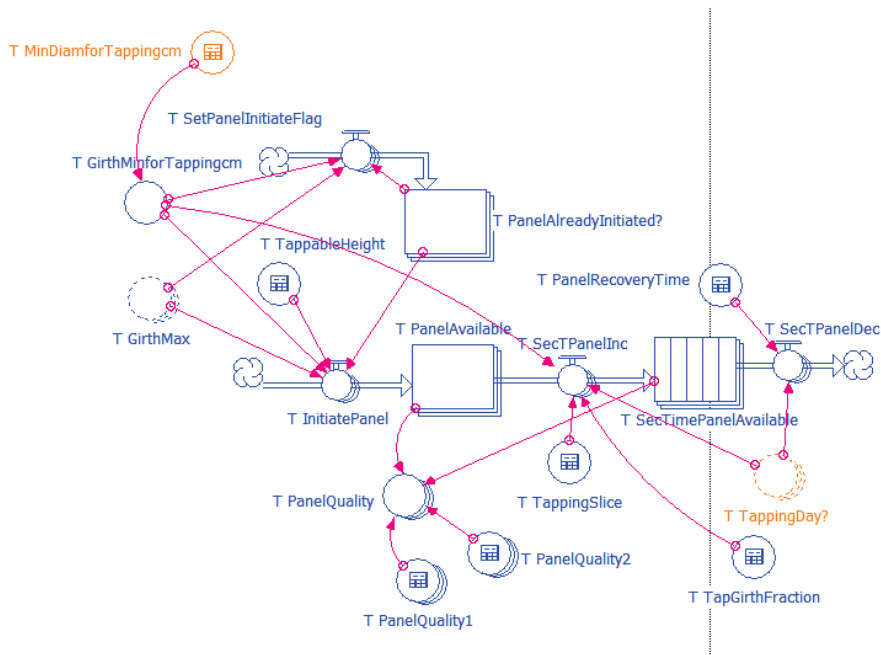 T MinDiamforTappingcm
T SetPanelInitiateFlag
T GirthMinforTappingcm
T PanelAlreadyInitiated?
T TappableHeight
T PanelRecoveryTime
T GirthMax
T PanelAvailable
T SecTPanelInc
T SecTPanelDec
T InitiatePanel
T SecTimePanelAvailable
T PanelQuality
T TappingSlice
T TappingDay?
T PanelQuality2
T TapGirthFraction
T PanelQuality1